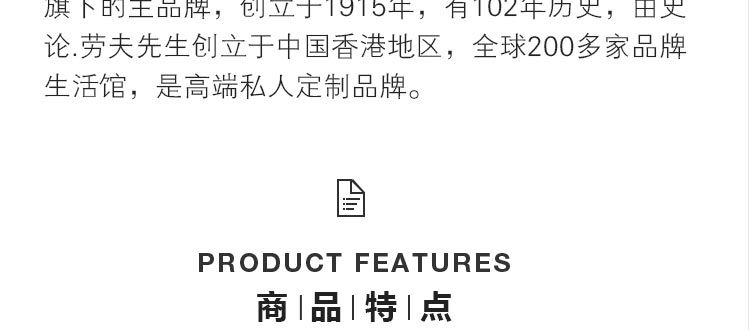 旗下的主品牌，创立于1915年，有102年历史，由史
论.劳夫先生创立于中国香港地区，全球200多家品牌
生活馆，是高端私人定制品牌。
PRODUCT FEATURES
商|品|特|点